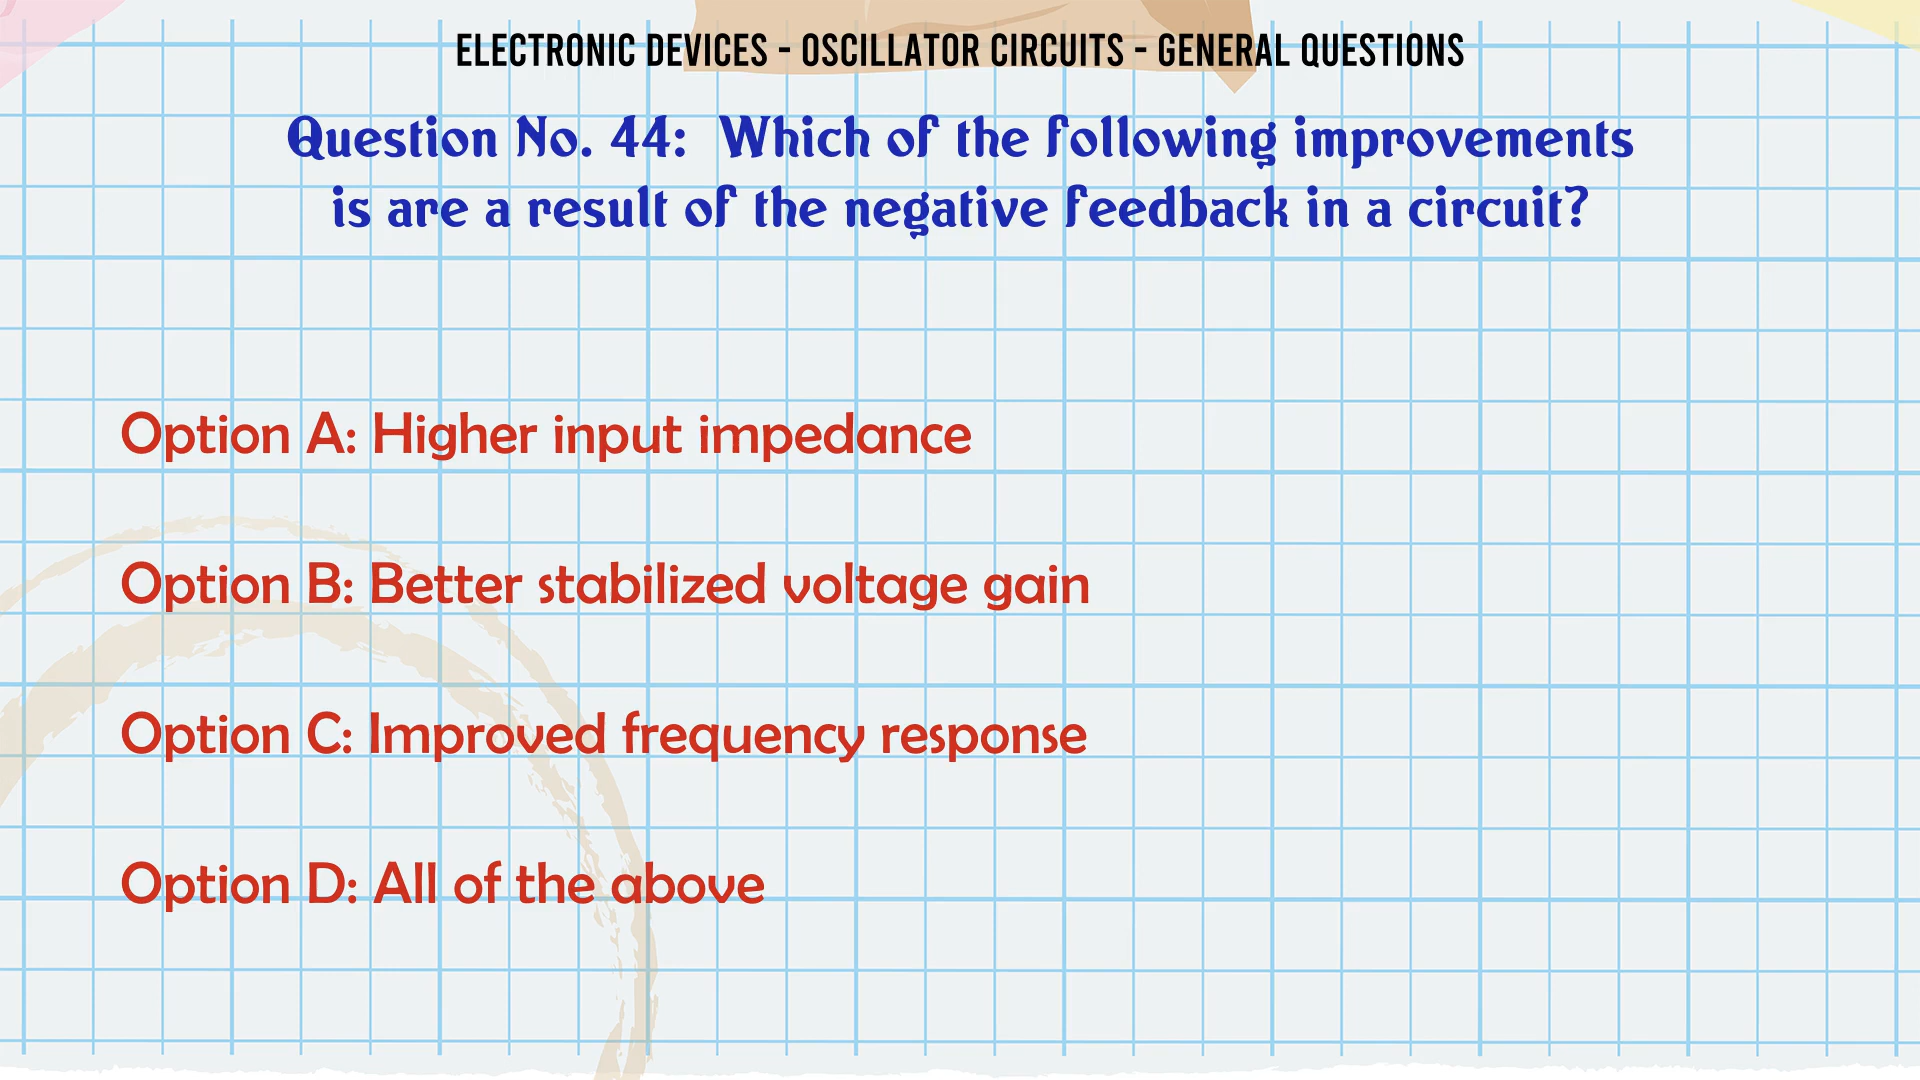 ELECTRONIC DEVICES - OSCILLATOR CIRCUITS - GENERAL QUESTIONS
Question No. 44: Which of the following improvements
is are a result of the negative feedback in a circuit?
Option A: Higher input impedance
Option B: Better stabilized voltage gain
Option C: Improved frequency response
Option D: All of the above